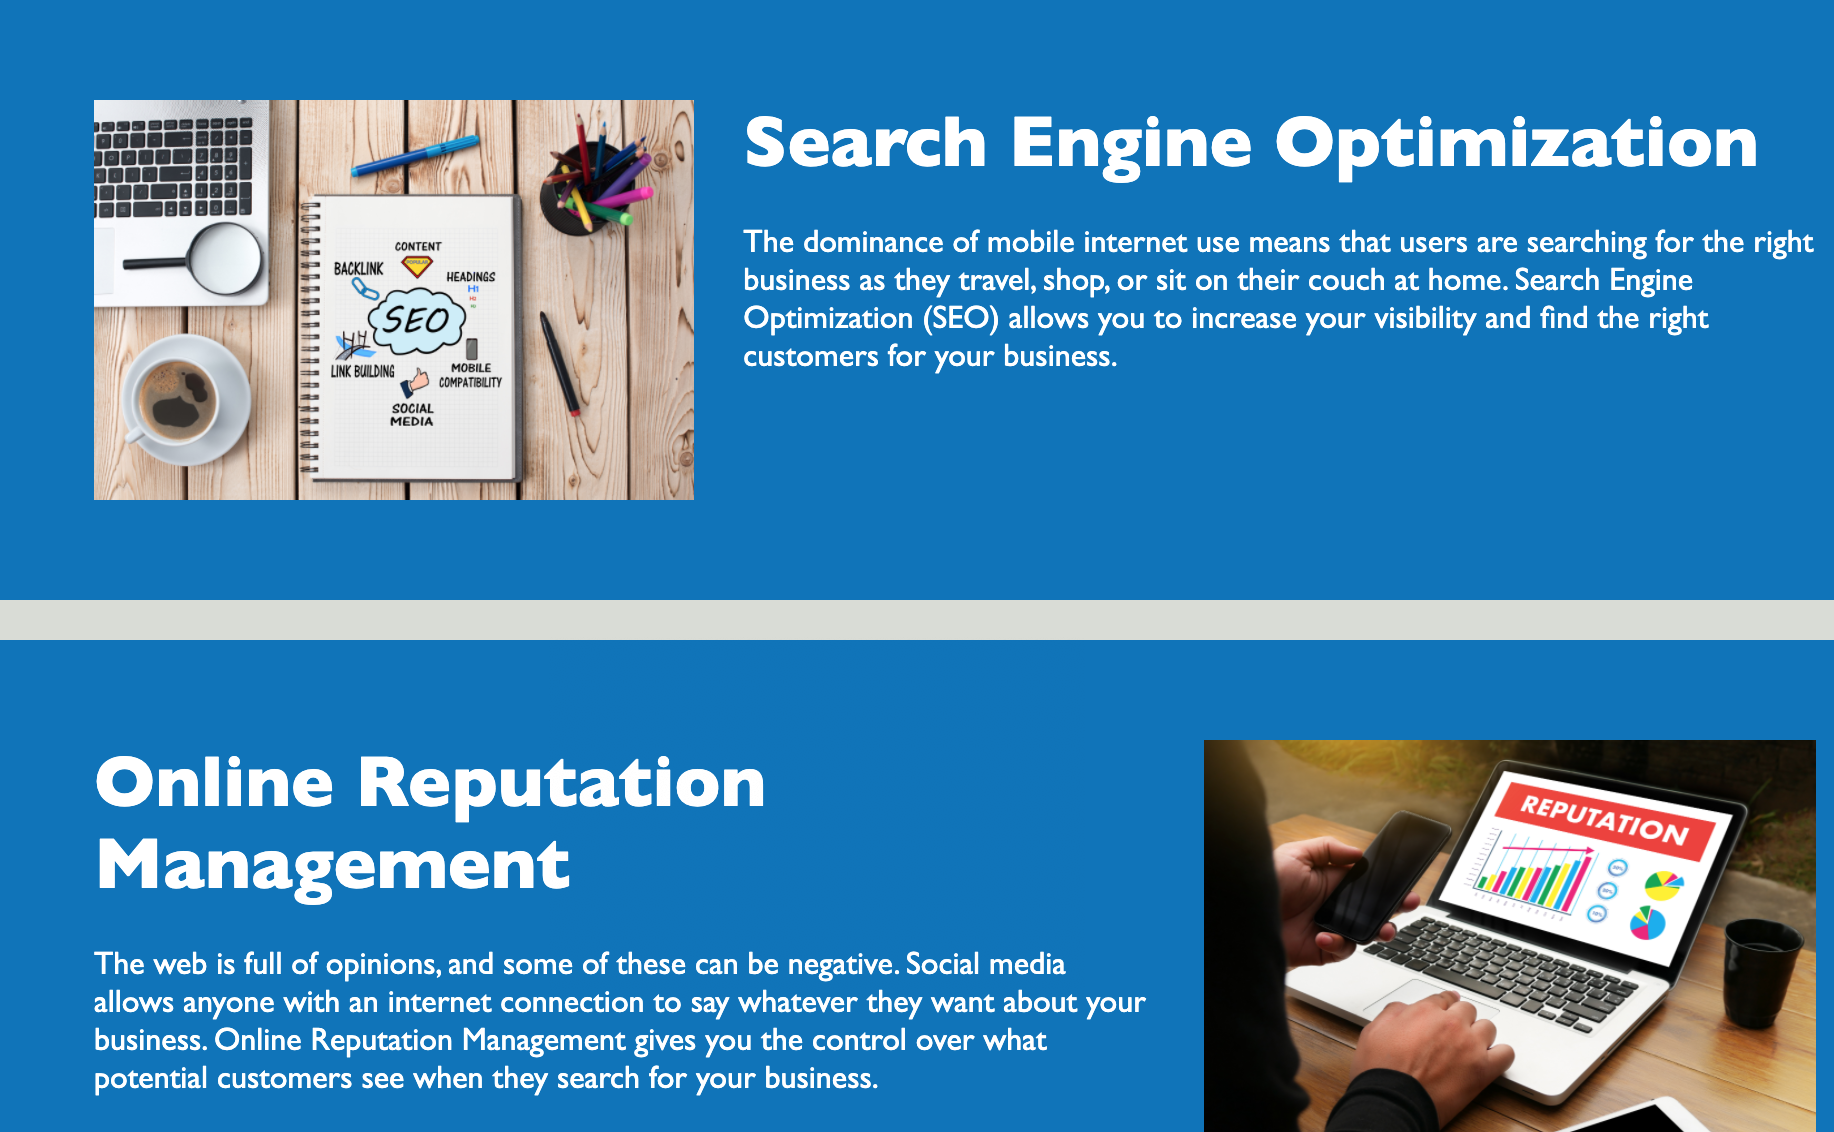 Search Engine Optimization
The dominance of mobile internet use means that users are searching for the right
business as they travel, shop, or sit on their couch at home. Search Engine
Optimization (SEO) allows you to increase your visibility and find the right
customers for your business.
CONTENT
POPULAR
BACKLINK
HEADINGS
H1
H2
SEO
LINK BUILDING
MOBILE
COMPATIBILITY
SOCIAL
MEDIA
Online Reputation
Management
The web is full of opinions, and some of these can be negative. Social media
allows anyone with an internet connection to say whatever they want about your
business. Online Reputation Management gives you the control over what
potential customers see when they search for your business.
REPUTATION